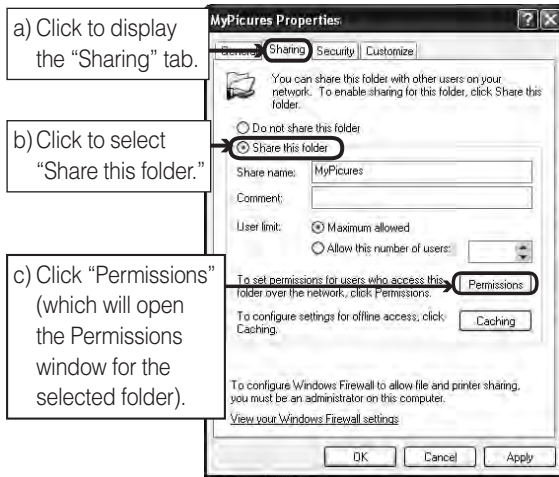 a) Click to display
the “Sharing” tab.
b) Click to select
“Share this folder.”
c) Click “Permissions”
(which will open
the Permissions
window for the
selected folder).
MyPicures Properties
General Sharing Security Customize
You can share this folder with other users on your
network. To enable sharing for this folder, click Share this
folder.
Do not share this folder
Share this folder
Share name: MyPicures
Comment:
User limit: Maximum allowed
Allow this number of users:
To set permissions for users who access this
folder over the network, click Permissions.
Permissions
To configure settings for offline access, click
Caching.
Caching
To configure Windows Firewall to allow file and printer sharing,
you must be an administrator on this computer.
View your Windows Firewall settings
OK Cancel Apply